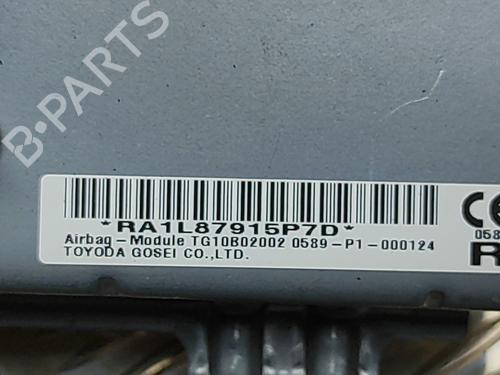 B-PARTS
*RA1L87915P7D*
Airbag-Module TG10B02002 0589-P1-000124
TOYODA GOSEI CO.,LTD.
CE
058
R